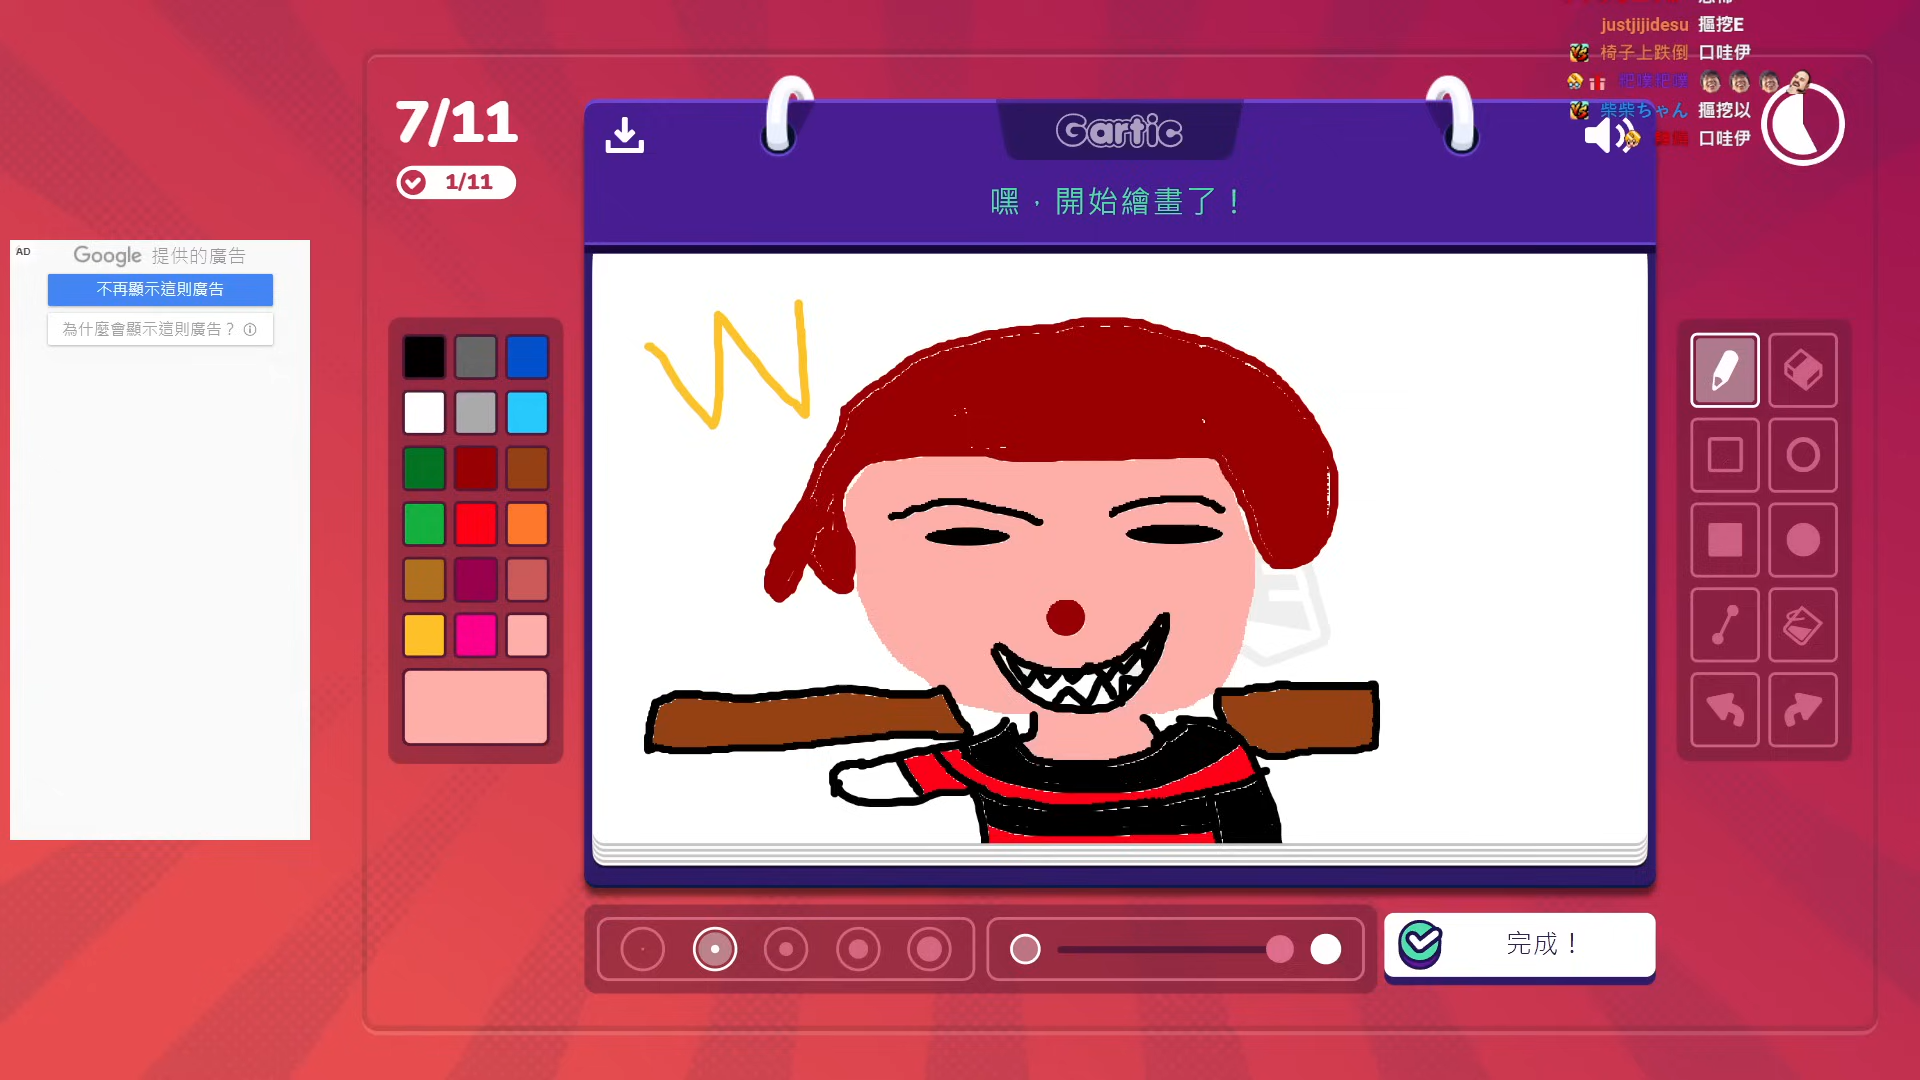 恐怖
justjijidesu 摳挖E
椅子上跌倒 口哇伊
柴柴ちゃん 摳挖以
口哇伊
7/11
1/11
Gartic
嘿，開始繪畫了！
AD
Google 提供的廣告
不再顯示這則廣告
為什麼會顯示這則廣告？
W
完成！